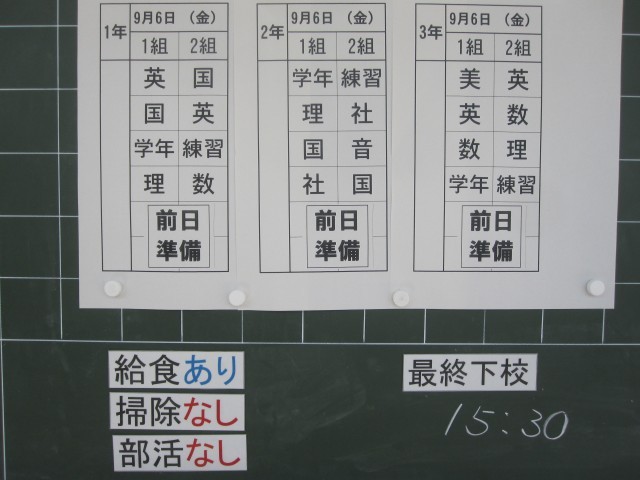 1年 9月6日 （金）
1組 2組
英 国
国 英
学年 練習
理 数
前日
準備
2年 9月6日 （金）
1組 2組
学年 練習
理 社
国 音
社 国
前日
準備
3年 9月6日 （金）
1組 2組
美 英
英 数
数 理
学年 練習
前日
準備
給食あり
掃除なし
部活なし
最終下校
15:30